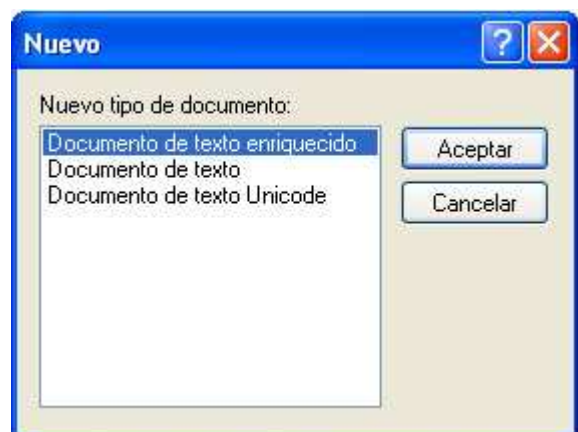 Nuevo
Nuevo tipo de documento:
Documento de texto enriquecido
Documento de texto
Documento de texto Unicode
Aceptar
Cancelar